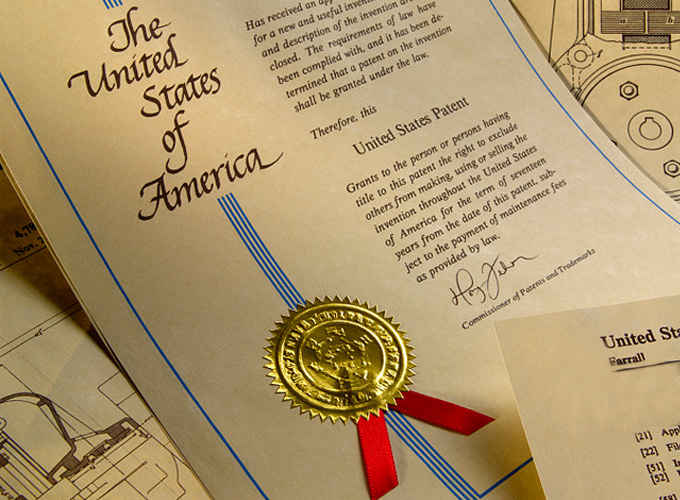 The
United
States
of
America
Has received an
for a new and useful
and description of the invention are
closed. The requirements of law have
been complied with, and it has been de-
termined that a patent on the invention
shall be granted under the law.
Therefore, this
United States Patent
Grants to the person or persons having
title to this patent the right to exclude
others from making, using or selling the
invention throughout the United States
of America for the term of seventeen
years from the date of this patent, sub-
ject to the payment of maintenance fees
as provided by law.
Commissioner of Patents and Trademarks
4,7
Nov.
a b
United
Farrall
[21]
[22]
[51]
[52]